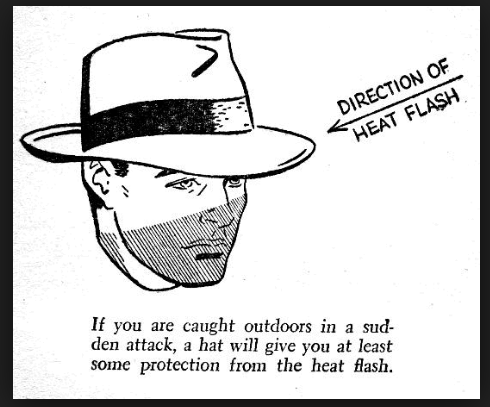 DIRECTION OF
HEAT FLASH
If you are caught outdoors in a sud-
den attack, a hat will give you at least
some protection from the heat flash.